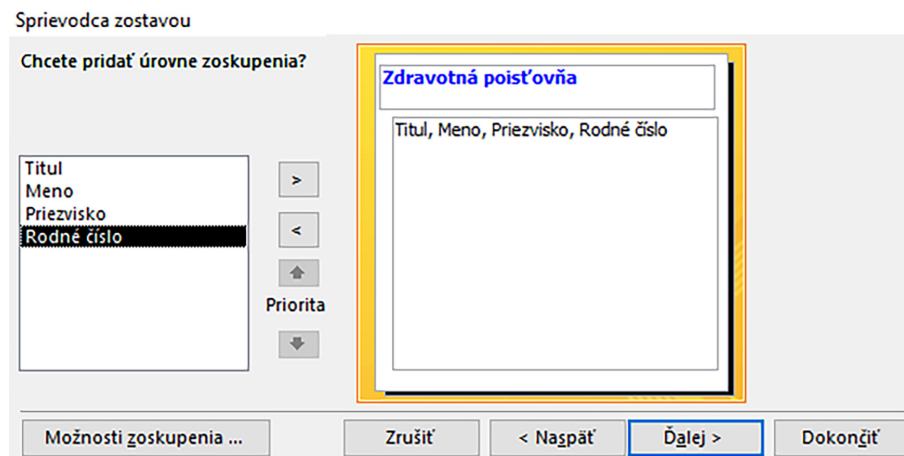 Sprievodca zostavou
Chcete pridať úrovne zoskupenia?
Zdravotná poisťovňa
Titul, Meno, Priezvisko, Rodné číslo
Titul
Meno
Priezvisko
Rodné číslo
>
<
Priorita
Možnosti zoskupenia ...
Zrušiť
< Naspäť
Ďalej >
Dokončiť